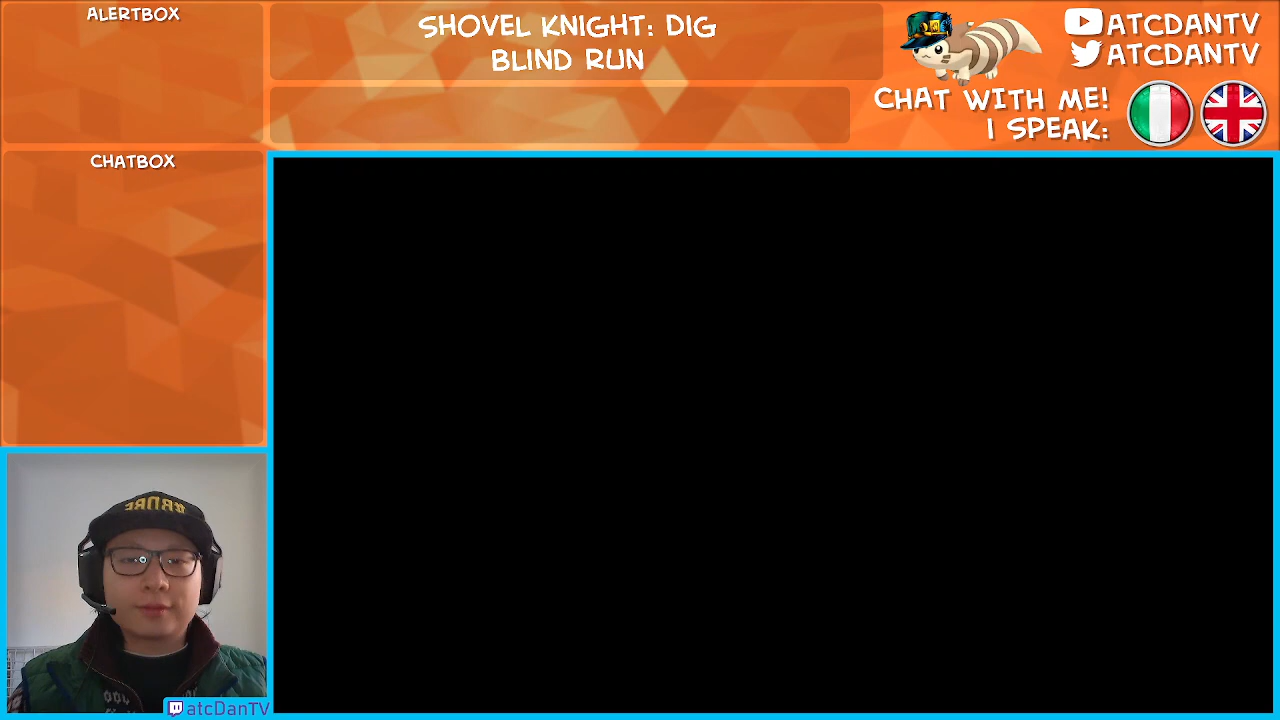 ALERTBOX
SHOVEL KNIGHT: DIG
BLIND RUN
ATCDANTV
ATCDANTV
CHAT WITH ME!
I SPEAK:
CHATBOX
atcDanTV